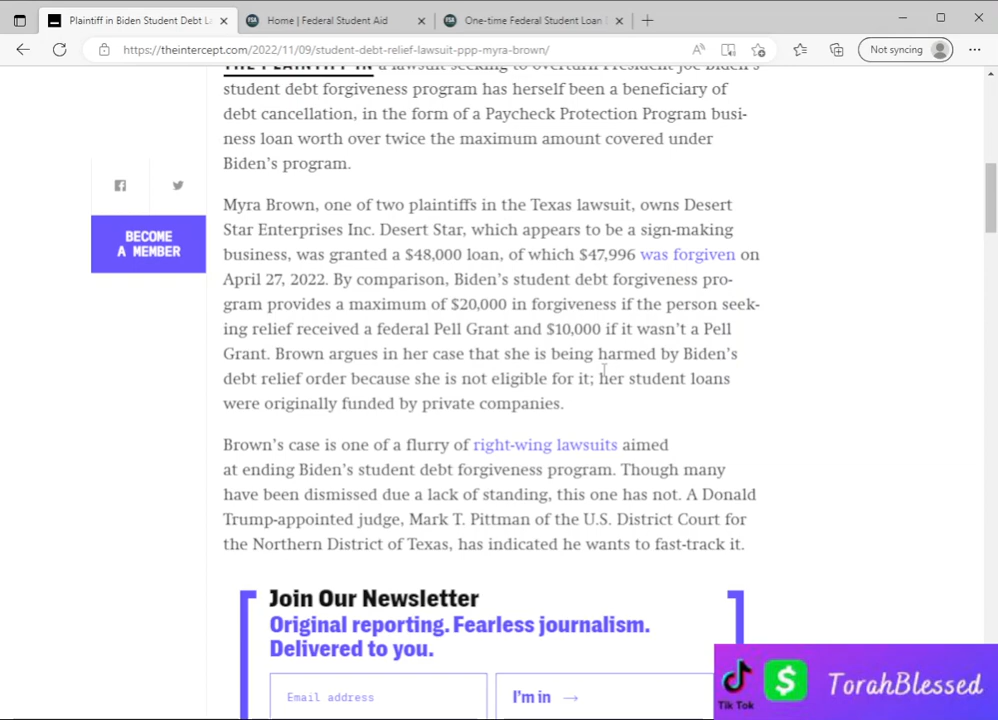 Plaintiff in Biden Student Debt L
Home | Federal Student Aid
One-time Federal Student Loan
https://theintercept.com/2022/11/09/student-debt-relief-lawsuit-ppp-myra-brown/
Not syncing
THE PLAINTIFF IN a lawsuit seeking to overturn President Joe Biden's
student debt forgiveness program has herself been a beneficiary of
debt cancellation, in the form of a Paycheck Protection Program busi-
ness loan worth over twice the maximum amount covered under
Biden's program.
BECOME
A MEMBER
Myra Brown, one of two plaintiffs in the Texas lawsuit, owns Desert
Star Enterprises Inc. Desert Star, which appears to be a sign-making
business, was granted a $48,000 loan, of which $47,996 was forgiven on
April 27, 2022. By comparison, Biden's student debt forgiveness pro-
gram provides a maximum of $20,000 in forgiveness if the person seek-
ing relief received a federal Pell Grant and $10,000 if it wasn't a Pell
Grant. Brown argues in her case that she is being harmed by Biden's
debt relief order because she is not eligible for it; her student loans
were originally funded by private companies.
Brown's case is one of a flurry of right-wing lawsuits aimed
at ending Biden's student debt forgiveness program. Though many
have been dismissed due a lack of standing, this one has not. A Donald
Trump-appointed judge, Mark T. Pittman of the U.S. District Court for
the Northern District of Texas, has indicated he wants to fast-track it.
Join Our Newsletter
Original reporting. Fearless journalism.
Delivered to you.
Email address
I'm in →
Tik Tok
$
TorahBlessed